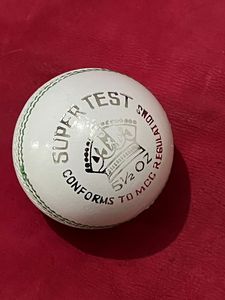 SUPER TEST
5½ OZ
CONFORMS TO MCC REGULATIONS